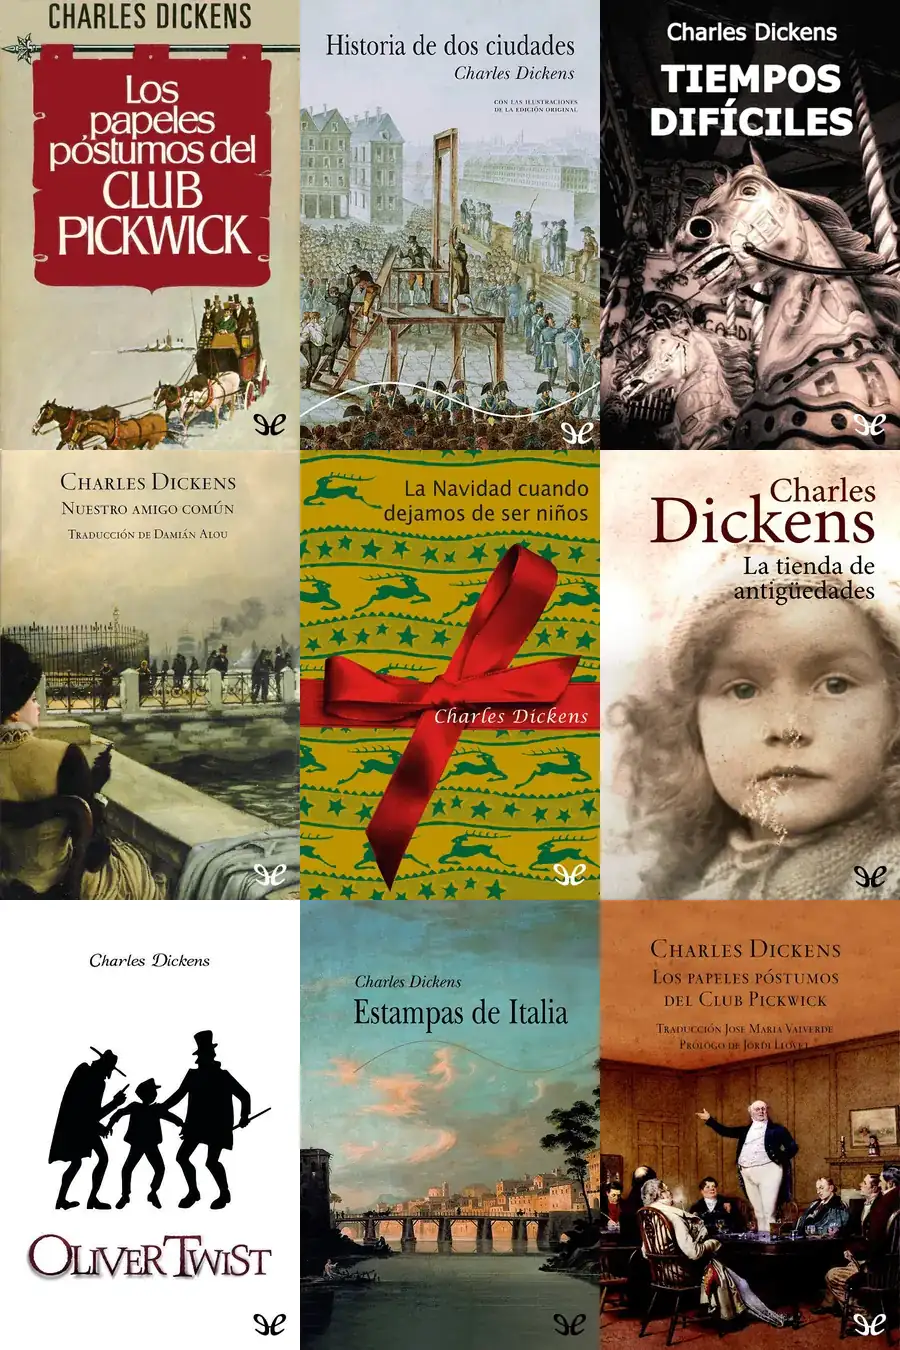 CHARLES DICKENS
Los
papeles
póstumos del
CLUB
PICKWICK
Historia de dos ciudades
Charles Dickens
CON LAS ILUSTRACIONES
DE LA EDICIÓN ORIGINAL
Charles Dickens
TIEMPOS
DIFÍCILES
CHARLES DICKENS
NUESTRO AMIGO COMÚN
TRADUCCIÓN DE DAMIÁN ALOU
La Navidad cuando
dejamos de ser niños
Charles Dickens
Charles
Dickens
La tienda de
antigüedades
Charles Dickens
OLIVER TWIST
Charles Dickens
Estampas de Italia
CHARLES DICKENS
LOS PAPELES PÓSTUMOS
DEL CLUB PICKWICK
TRADUCCIÓN JOSE MARIA VALVERDE
PRÓLOGO DE JORDI LLOVET